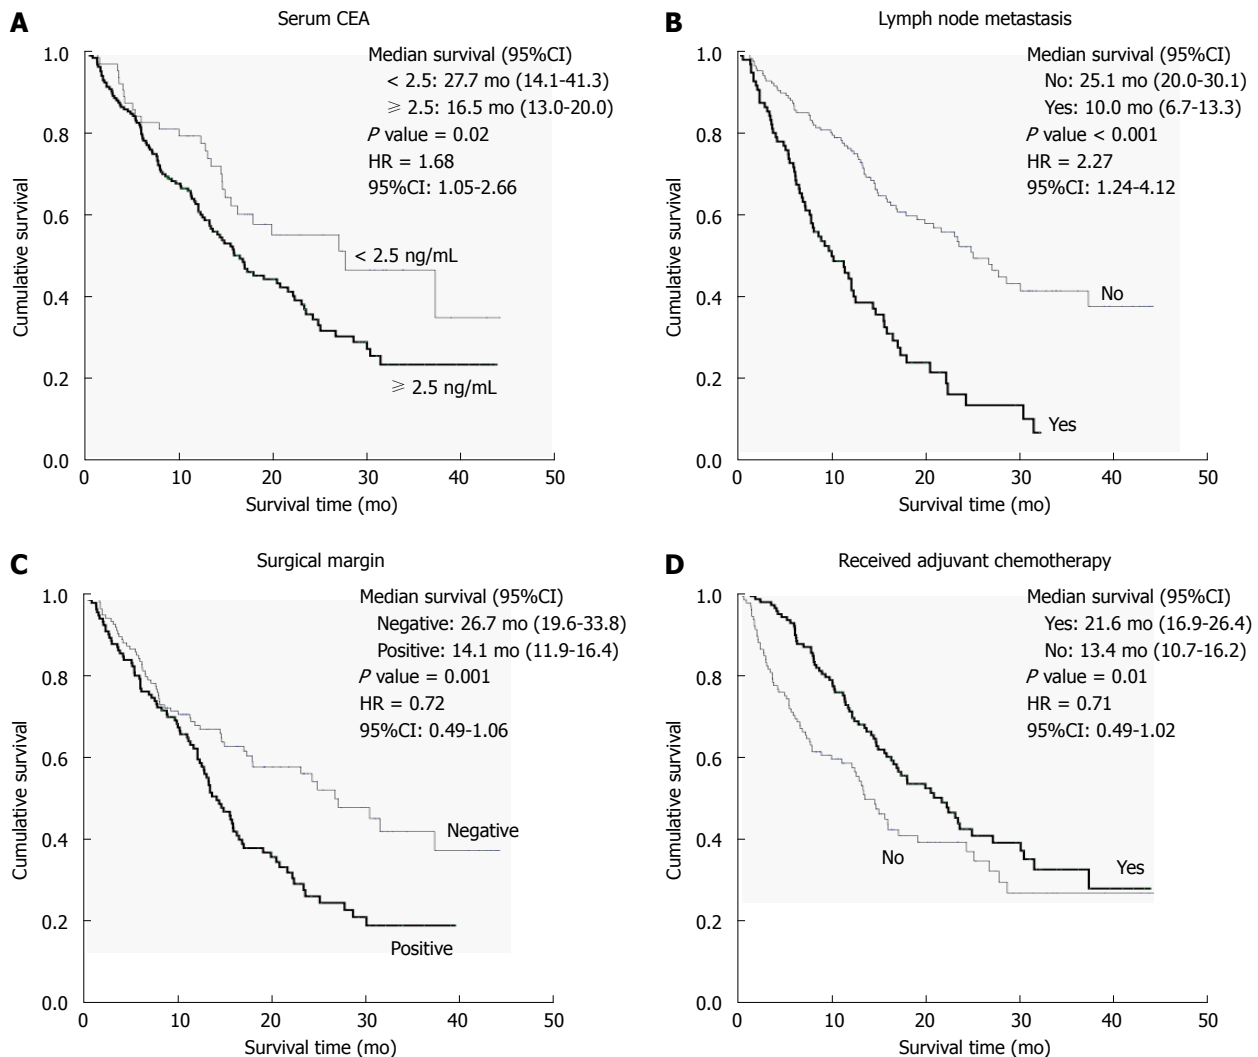 A
Serum CEA
Median survival (95%CI)
< 2.5: 27.7 mo (14.1-41.3)
⩾ 2.5: 16.5 mo (13.0-20.0)
P value = 0.02
HR = 1.68
95%CI: 1.05-2.66
< 2.5 ng/mL
⩾ 2.5 ng/mL
Cumulative survival
1.0
0.8
0.6
0.4
0.2
0.0
0 10 20 30 40 50
Survival time (mo)
B
Lymph node metastasis
Median survival (95%CI)
No: 25.1 mo (20.0-30.1)
Yes: 10.0 mo (6.7-13.3)
P value < 0.001
HR = 2.27
95%CI: 1.24-4.12
No
Yes
Cumulative survival
1.0
0.8
0.6
0.4
0.2
0.0
0 10 20 30 40 50
Survival time (mo)
C
Surgical margin
Median survival (95%CI)
Negative: 26.7 mo (19.6-33.8)
Positive: 14.1 mo (11.9-16.4)
P value = 0.001
HR = 0.72
95%CI: 0.49-1.06
Negative
Positive
Cumulative survival
1.0
0.8
0.6
0.4
0.2
0.0
0 10 20 30 40 50
Survival time (mo)
D
Received adjuvant chemotherapy
Median survival (95%CI)
Yes: 21.6 mo (16.9-26.4)
No: 13.4 mo (10.7-16.2)
P value = 0.01
HR = 0.71
95%CI: 0.49-1.02
No
Yes
Cumulative survival
1.0
0.8
0.6
0.4
0.2
0.0
0 10 20 30 40 50
Survival time (mo)